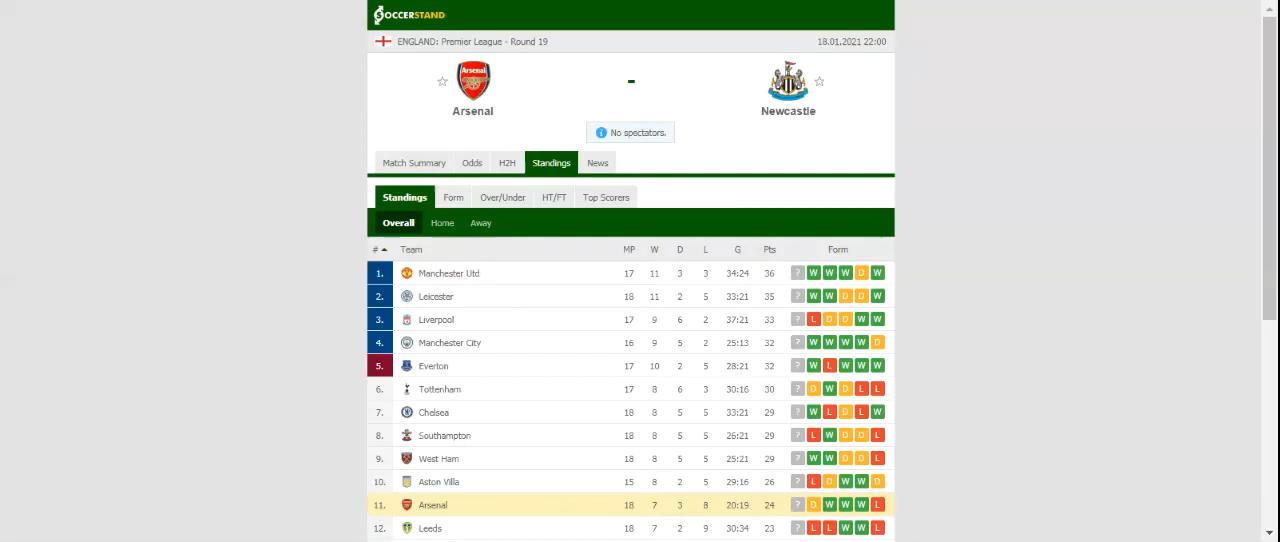 SOCCERSTAND
ENGLAND: Premier League - Round 19 18.01.2021 22:00
Arsenal - Newcastle
No spectators.
Match Summary Odds H2H Standings News
Standings Form Over/Under HT/FT Top Scorers
Overall Home Away
# Team MP W D L G Pts Form
1. Manchester Utd 17 11 3 3 34:24 36 ? W W W D W
2. Leicester 18 11 2 5 33:21 35 ? W W D D W
3. Liverpool 17 9 6 2 37:21 33 ? L D D W W
4. Manchester City 16 9 5 2 25:13 32 ? W W W W D
5. Everton 17 10 2 5 28:21 32 ? W L W W W
6. Tottenham 17 8 6 3 30:16 30 ? D W D L L
7. Chelsea 18 8 5 5 33:21 29 ? W L D L W
8. Southampton 18 8 5 5 26:21 29 ? L W D D L
9. West Ham 18 8 5 5 25:21 29 ? W W D D L
10. Aston Villa 15 8 2 5 29:16 26 ? L D W W D
11. Arsenal 18 7 3 8 20:19 24 ? D W W W L
12. Leeds 18 7 2 9 30:34 23 ? L L W W L